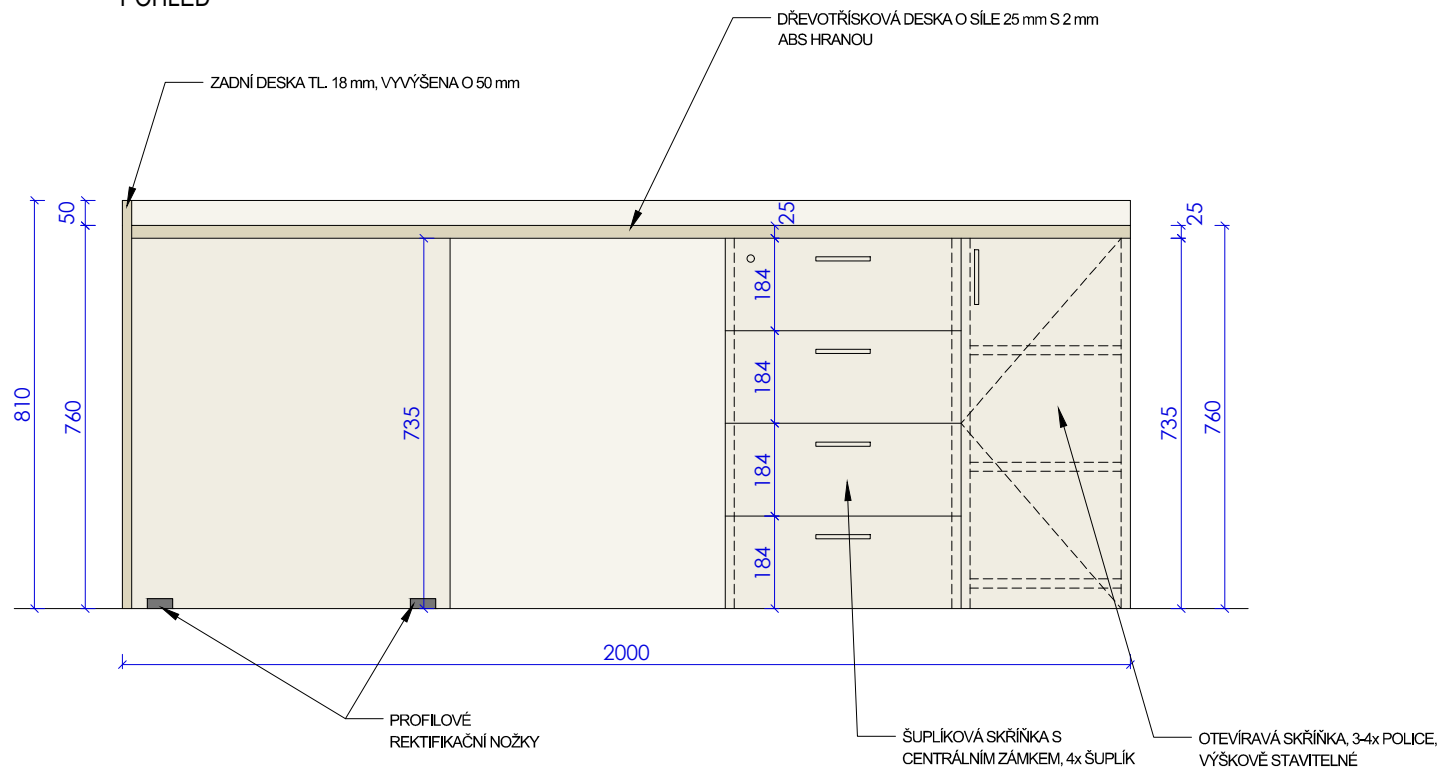 POHLED
DŘEVOTŘÍSKOVÁ DESKA O SÍLE 25 mm S 2 mm
ABS HRANOU
ZADNÍ DESKA TL. 18 mm, VYVÝŠENA O 50 mm
50
25
25
184
184
184
184
810
760
735
735
760
2000
PROFILOVÉ
REKTIFIKAČNÍ NOŽKY
ŠUPLÍKOVÁ SKŘÍŇKA S
CENTRÁLNÍM ZÁMKEM, 4x ŠUPLÍK
OTEVÍRAVÁ SKŘÍŇKA, 3-4x POLICE,
VÝŠKOVĚ STAVITELNÉ